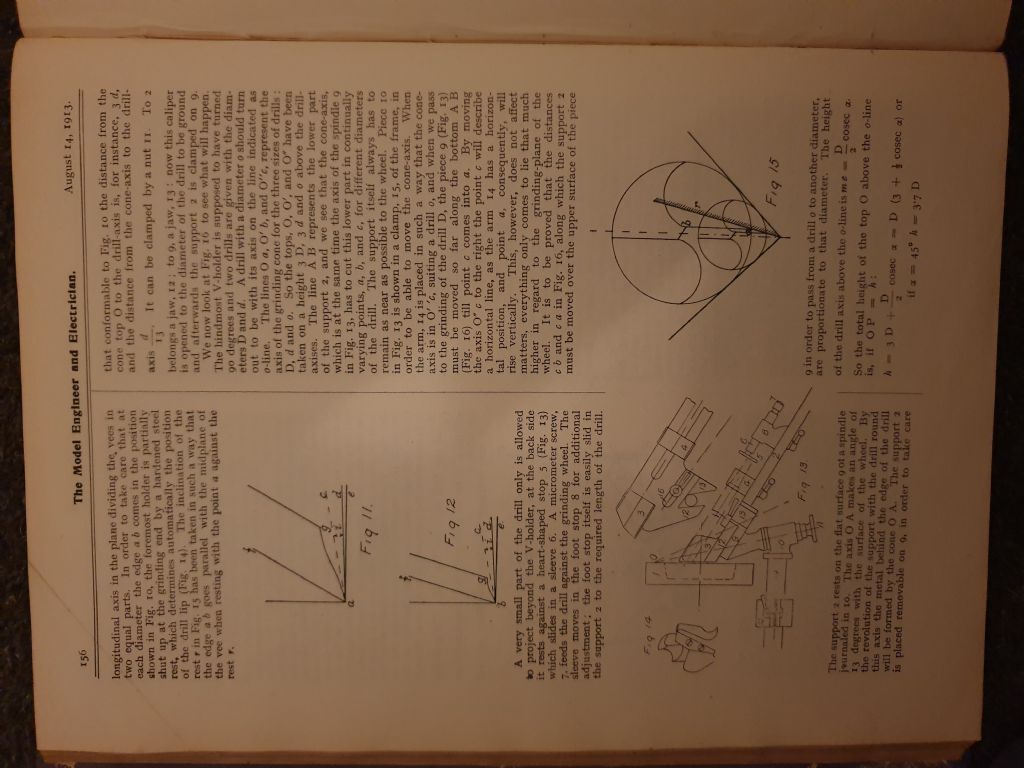 156
The Model Engineer and Electrician.
August 14, 1913.
longitudinal axis in the plane dividing the vees in
two equal parts. In order to take care that at
each diameter the edge a b comes in the position
shown in Fig. 10, the foremost holder is partially
shut up at the grinding end by a hardened steel
rest, which determines automatically the position
of the drill lip (Fig. 14). The inclination of the
rest r in Fig. 15 has been taken in such a way that
the edge a b goes parallel with the midplane of
the vee when resting with the point a against the
rest r.
Fig 11.
Fig 12
A very small part of the drill only is allowed
to project beyond the V-holder, at the back side
it rests against a heart-shaped stop 5 (Fig. 13)
which slides in a sleeve 6. A micrometer screw,
7, feeds the drill against the grinding wheel. The
sleeve moves in the foot stop 8 for additional
adjustment; the foot stop itself is easily slid in
the support 2 to the required length of the drill.
Fig 14
Fig 13
The support 2 rests on the flat surface 9 of a spindle
journaled in 10. The axis O A makes an angle of
13 degrees with the surface of the wheel. By
the revolution of the support with the drill round
this axis the metal behind the edge of the drill
will be formed by the cone O A. The support 2
is placed removable on 9, in order to take care
that conformable to Fig. 10 the distance from the
cone top O to the drill-axis is, for instance, 3 d,
and the distance from the cone-axis to the drill-
axis d/13. It can be clamped by a nut 11. To 2
belongs a jaw, 12; to 9, a jaw, 13; now this caliper
is opened to the diameter of the drill to be ground
and afterwards the support 2 is clamped on 9.
We now look at Fig. 16 to see what will happen.
The hindmost V-holder is supposed to have turned
90 degrees and two drills are given with the diam-
eters D and d. A drill with a diameter o should turn
out to be with its axis on the line indicated as
o-line. The lines O a, O' b, and O"c, represent the
axis of the grinding cone for the three sizes of drills:
D, d and o. So the tops, O, O', and O" have been
taken on a height 3 D, 3 d and o above the drill-
axises. The line A B represents the lower part
of the support 2, and we see that the cone-axis,
which is at the same time the axis of the spindle 9
in Fig. 13, has to cut this lower part in continually
varying points, a, b, and c, for different diameters
of the drill. The support itself always has to
remain as near as possible to the wheel. Piece 10
in Fig. 13 is shown in a clamp, 15, of the frame, in
order to be able to move the cone-axis. When
the arm, 14, is placed in such a way that the cone-
axis is in O" c, suiting a drill o, and when we pass
to the grinding of the drill D, the piece 9 (Fig. 13)
must be moved so far along the bottom A B
(Fig. 16) till point c comes into a. By moving
the axis O" c to the right the point c will describe
a horizontal line, as the arm 14 has a horizon-
tal position, and point a, consequently, will
rise vertically. This, however, does not affect
matters, everything only comes to lie that much
higher in regard to the grinding-plane of the
wheel. It is to be proved that the distances
c b and c a in Fig. 16, along which the support 2
must be moved over the upper surface of the piece
Fig 15
9 in order to pass from a drill o to another diameter,
are proportionate to that diameter. The height
of the drill axis above the o-line is m e = D/2 cosec α.
So the total height of the top O above the o-line
is, if O P = h:
h = 3 D + D/2 cosec α = D (3 + ½ cosec α) or
if α = 45° h = 3·7 D